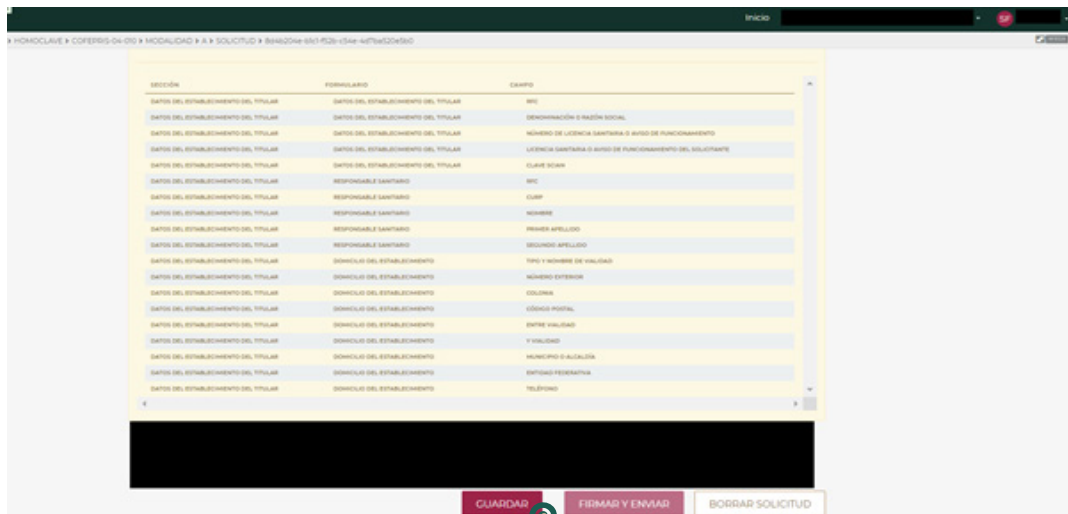 Inicio
SF
HOMOCLAVE COFEPRIS-04-010 MODALIDAD A SOLICITUD
SECCIÓN FORMULARIO CAMPO
DATOS DEL ESTABLECIMIENTO DEL TITULAR DATOS DEL ESTABLECIMIENTO DEL TITULAR RFC
DATOS DEL ESTABLECIMIENTO DEL TITULAR DATOS DEL ESTABLECIMIENTO DEL TITULAR DENOMINACIÓN O RAZÓN SOCIAL
DATOS DEL ESTABLECIMIENTO DEL TITULAR DATOS DEL ESTABLECIMIENTO DEL TITULAR NÚMERO DE LICENCIA SANITARIA O AVISO DE FUNCIONAMIENTO
DATOS DEL ESTABLECIMIENTO DEL TITULAR DATOS DEL ESTABLECIMIENTO DEL TITULAR LICENCIA SANITARIA O AVISO DE FUNCIONAMIENTO DEL SOLICITANTE
DATOS DEL ESTABLECIMIENTO DEL TITULAR DATOS DEL ESTABLECIMIENTO DEL TITULAR CLAVE SCIAN
DATOS DEL ESTABLECIMIENTO DEL TITULAR RESPONSABLE SANITARIO RFC
DATOS DEL ESTABLECIMIENTO DEL TITULAR RESPONSABLE SANITARIO CURP
DATOS DEL ESTABLECIMIENTO DEL TITULAR RESPONSABLE SANITARIO NOMBRE
DATOS DEL ESTABLECIMIENTO DEL TITULAR RESPONSABLE SANITARIO PRIMER APELLIDO
DATOS DEL ESTABLECIMIENTO DEL TITULAR RESPONSABLE SANITARIO SEGUNDO APELLIDO
DATOS DEL ESTABLECIMIENTO DEL TITULAR DOMICILIO DEL ESTABLECIMIENTO TIPO Y NOMBRE DE VIALIDAD
DATOS DEL ESTABLECIMIENTO DEL TITULAR DOMICILIO DEL ESTABLECIMIENTO NÚMERO EXTERIOR
DATOS DEL ESTABLECIMIENTO DEL TITULAR DOMICILIO DEL ESTABLECIMIENTO COLONIA
DATOS DEL ESTABLECIMIENTO DEL TITULAR DOMICILIO DEL ESTABLECIMIENTO CÓDIGO POSTAL
DATOS DEL ESTABLECIMIENTO DEL TITULAR DOMICILIO DEL ESTABLECIMIENTO ENTRE VIALIDAD
DATOS DEL ESTABLECIMIENTO DEL TITULAR DOMICILIO DEL ESTABLECIMIENTO Y VIALIDAD
DATOS DEL ESTABLECIMIENTO DEL TITULAR DOMICILIO DEL ESTABLECIMIENTO MUNICIPIO O ALCALDÍA
DATOS DEL ESTABLECIMIENTO DEL TITULAR DOMICILIO DEL ESTABLECIMIENTO ENTIDAD FEDERATIVA
DATOS DEL ESTABLECIMIENTO DEL TITULAR DOMICILIO DEL ESTABLECIMIENTO TELÉFONO
GUARDAR FIRMAR Y ENVIAR BORRAR SOLICITUD